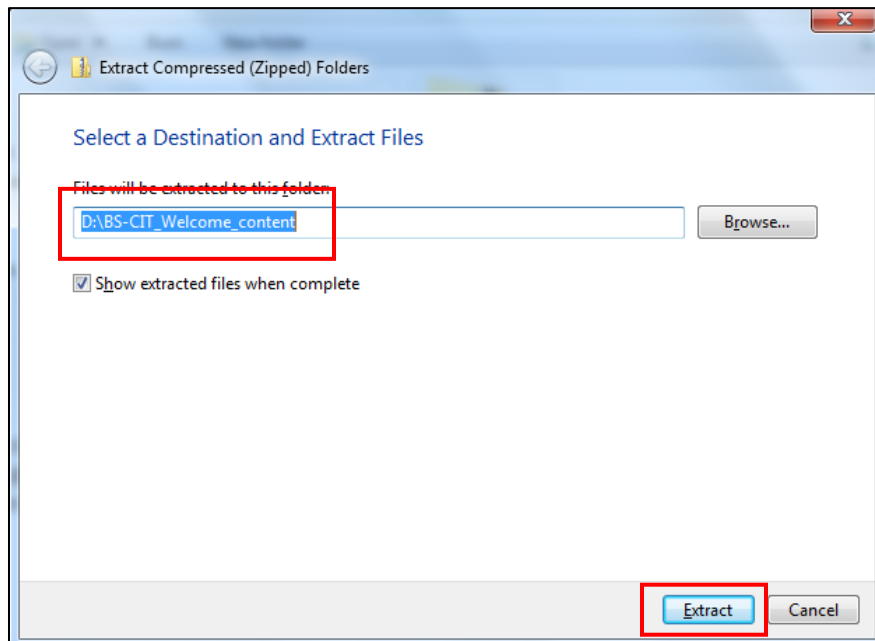 Extract Compressed (Zipped) Folders
Select a Destination and Extract Files
Files will be extracted to this folder:
D:\BS-CIT_Welcome_content
Browse...
Show extracted files when complete
Extract
Cancel